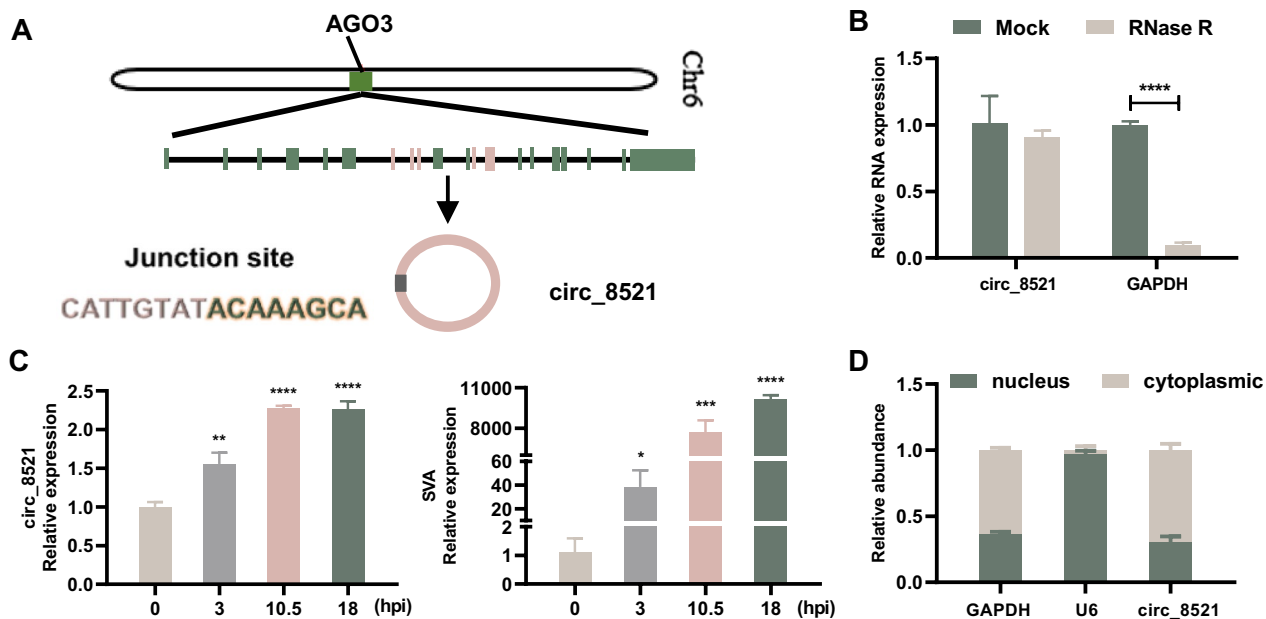 A
AGO3
Chr6
Junction site
CATTGTATACAAAGCA
circ_8521
B
Mock RNase R
Relative RNA expression
1.5
1.0
0.5
0.0
****
circ_8521 GAPDH
C
circ_8521
Relative expression
2.5
2.0
1.5
1.0
0.5
0.0
**
****
****
0 3 10.5 18 (hpi)
SVA
Relative expression
11000
8000
60
40
20
2
1
0
*
***
****
0 3 10.5 18 (hpi)
D
nucleus cytoplasmic
Relative abundance
1.5
1.0
0.5
0.0
GAPDH U6 circ_8521